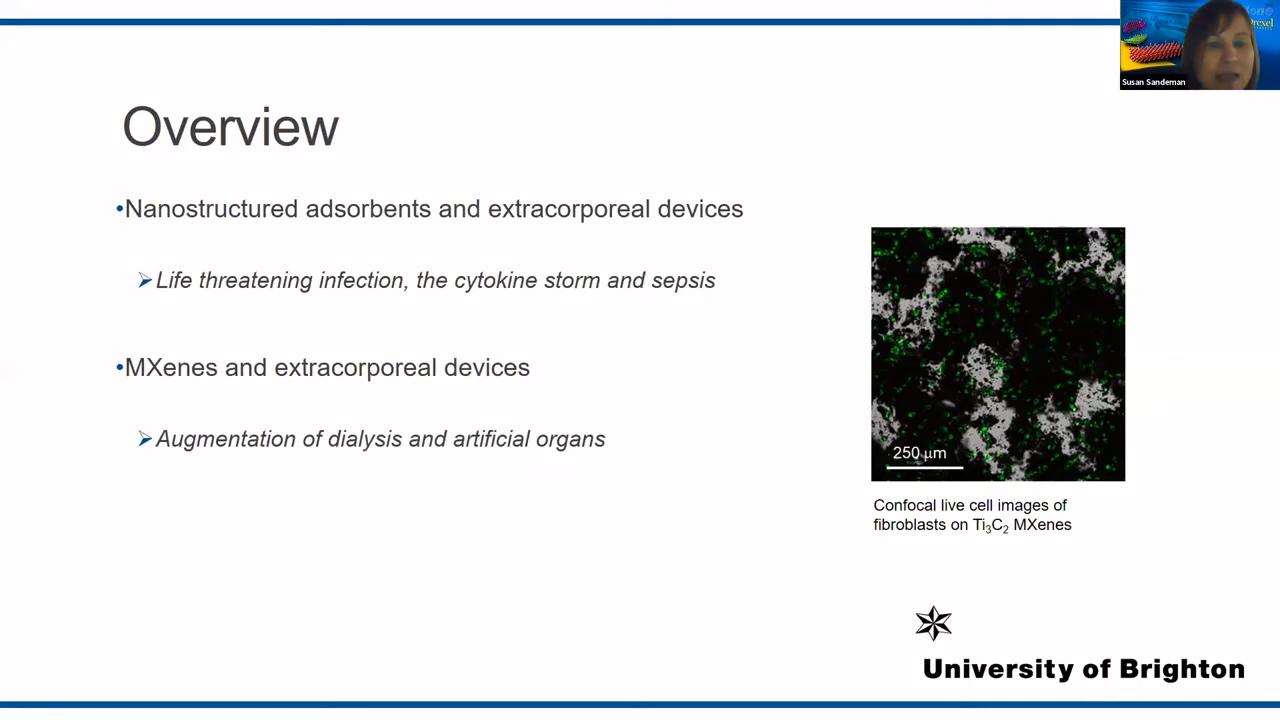 Drexel
Susan Sandeman
Overview
•Nanostructured adsorbents and extracorporeal devices
➢Life threatening infection, the cytokine storm and sepsis
•MXenes and extracorporeal devices
➢Augmentation of dialysis and artificial organs
250 μm
Confocal live cell images of
fibroblasts on Ti₃C₂ MXenes
University of Brighton